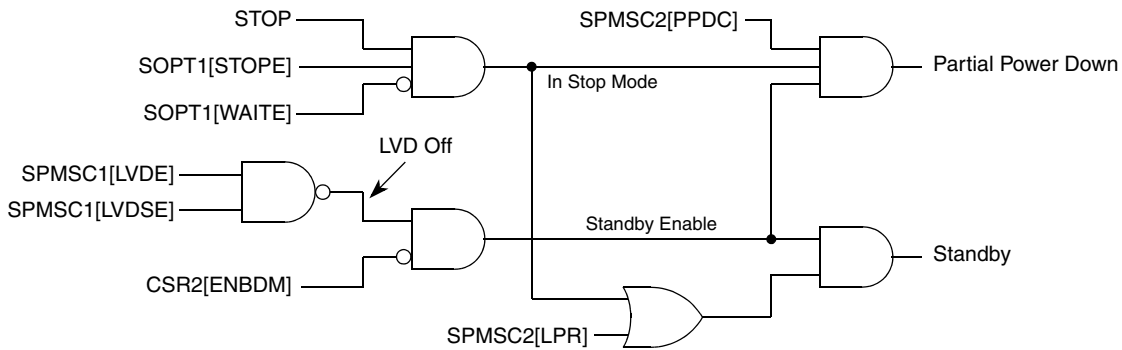 STOP
SPMSC2[PPDC]
SOPT1[STOPE]
Partial Power Down
In Stop Mode
SOPT1[WAITE]
LVD Off
SPMSC1[LVDE]
SPMSC1[LVDSE]
Standby Enable
Standby
CSR2[ENBDM]
SPMSC2[LPR]